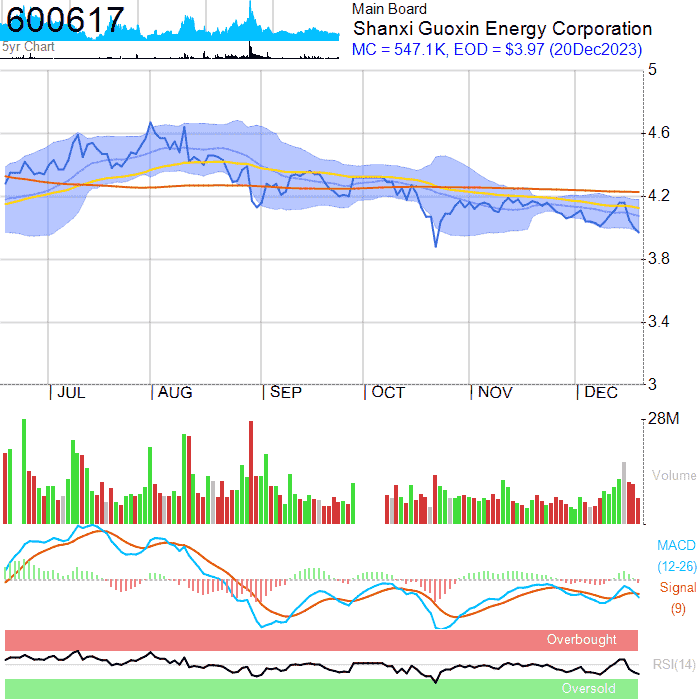 600617
5yr Chart
Main Board
Shanxi Guoxin Energy Corporation
MC = 547.1K, EOD = $3.97 (20Dec2023)
5
4.6
4.2
3.8
3.4
3
JUL AUG SEP OCT NOV DEC
28M
Volume
MACD
(12-26)
Signal
(9)
Overbought
RSI(14)
Oversold